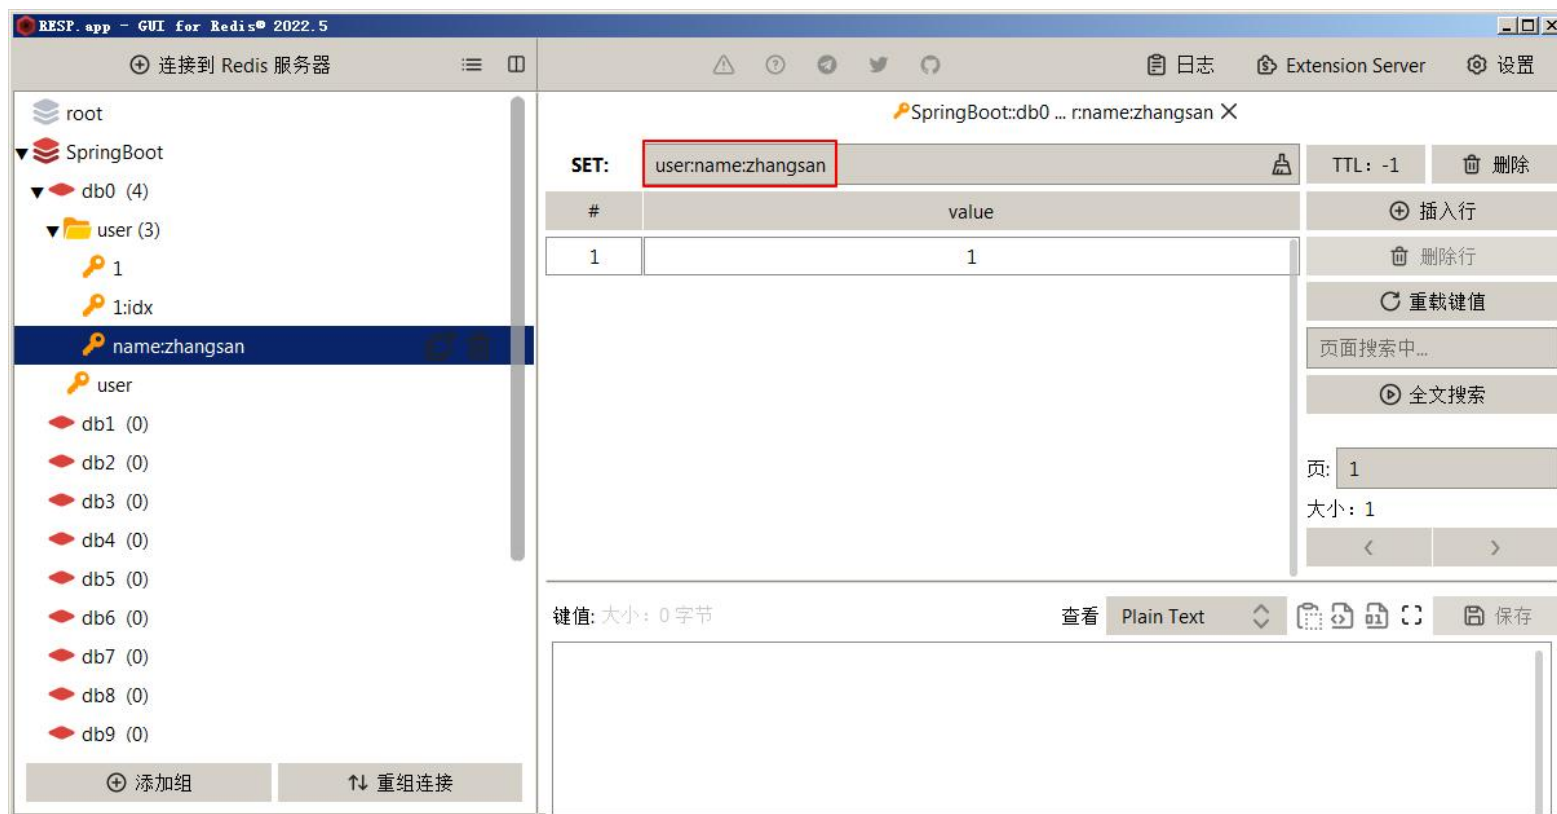 RESP.app - GUI for Redis® 2022.5
连接到 Redis 服务器
日志
Extension Server
设置
root
SpringBoot
db0 (4)
user (3)
1
1:idx
name:zhangsan
user
db1 (0)
db2 (0)
db3 (0)
db4 (0)
db5 (0)
db6 (0)
db7 (0)
db8 (0)
db9 (0)
添加组
重组连接
SpringBoot::db0 ... r:name:zhangsan
SET:
user:name:zhangsan
TTL: -1
删除
# value
1 1
插入行
删除行
重载键值
页面搜索中...
全文搜索
页: 1
大小: 1
键值: 大小: 0 字节
查看
Plain Text
保存